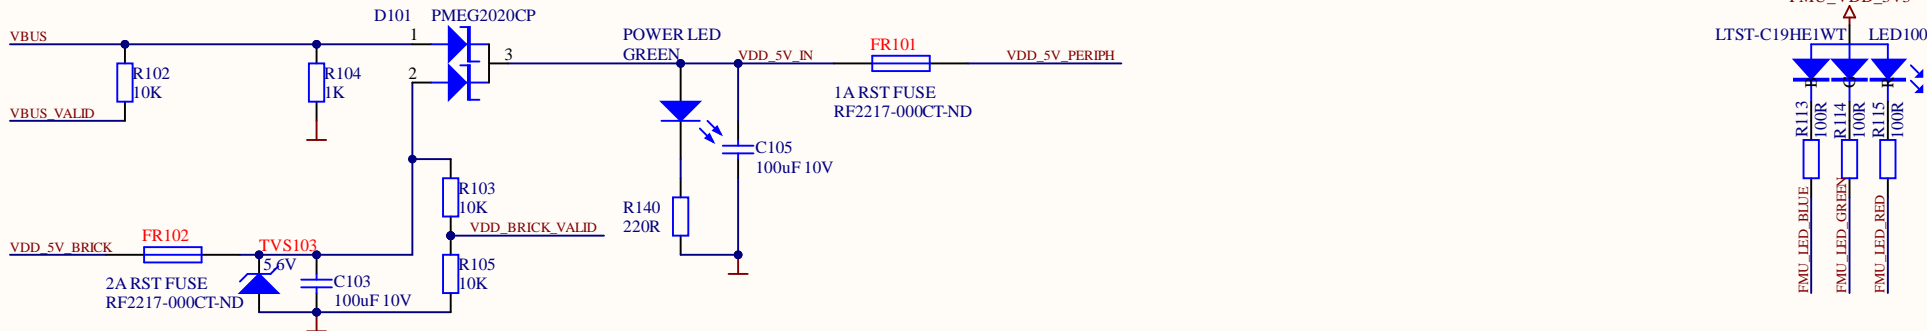 D101 PMEG2020CP
VBUS
1
R102
10K
R104
1K
2
3
VBUS_VALID
POWER LED
GREEN
VDD_5V_IN
FR101
VDD_5V_PERIPH
1A RST FUSE
RF2217-000CT-ND
C105
100uF 10V
R103
10K
R140
220R
VDD_BRICK_VALID
VDD_5V_BRICK
FR102
TVS103
5.6V
2A RST FUSE
RF2217-000CT-ND
C103
100uF 10V
R105
10K
LTST-C19HE1WT
LED100
R113
100R
R114
100R
R115
100R
FMU_LED_BLUE
FMU_LED_GREEN
FMU_LED_RED